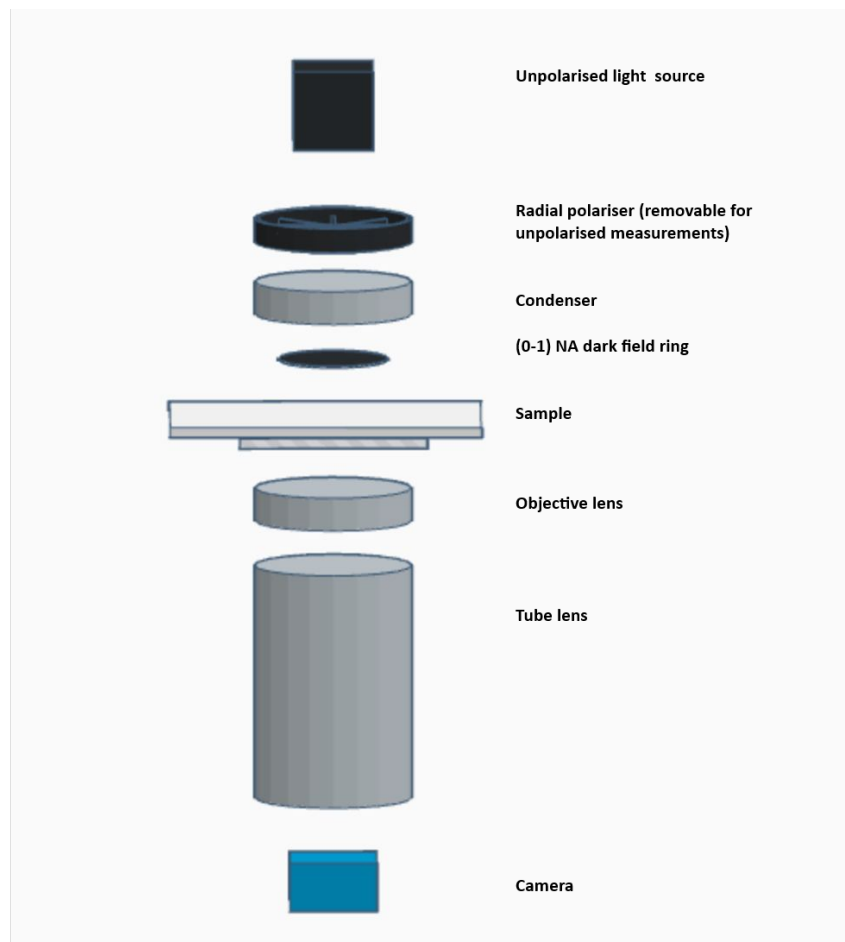 Unpolarised light  source
Radial polariser (removable for
unpolarised measurements)
Condenser
(0-1) NA dark field ring
Sample
Objective lens
Tube lens
Camera